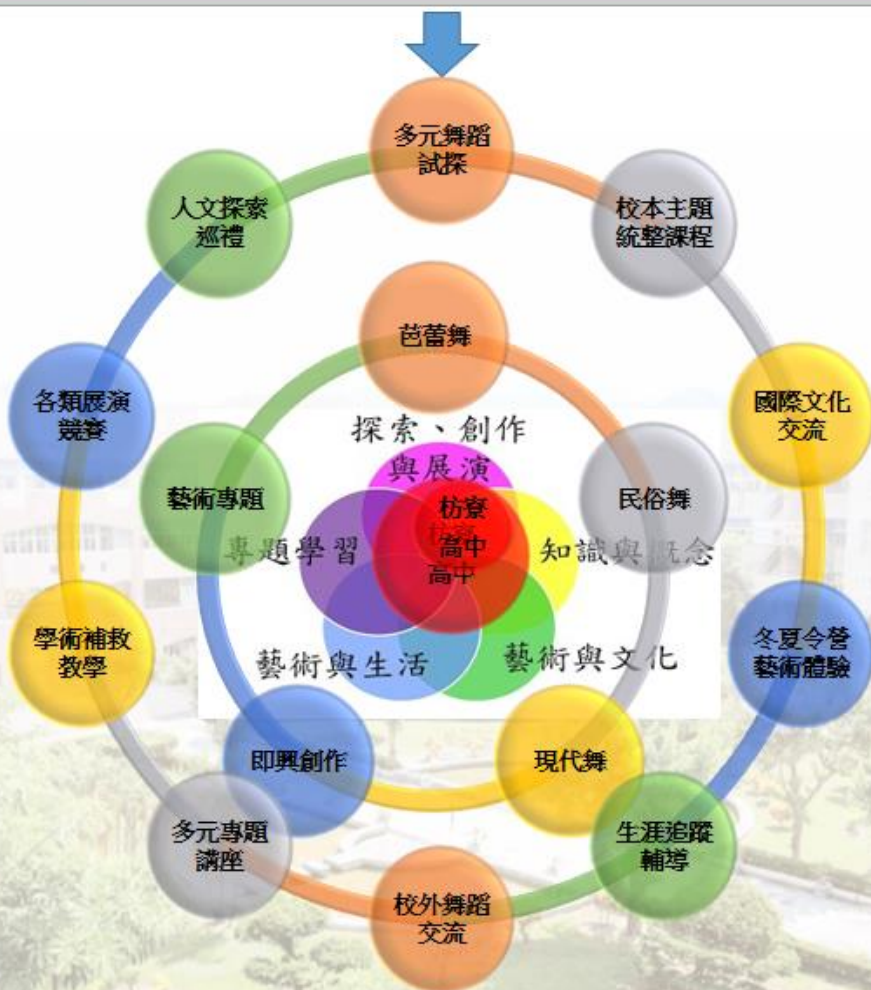 多元舞蹈
試探
人文探索
巡禮
校本主題
統整課程
芭蕾舞
各類展演
競賽
國際文化
交流
探索、創作
與展演
藝術專題
民俗舞
枋寮
高中
枋寮
高中
專題學習
知識與概念
學術補救
教學
冬夏令營
藝術體驗
藝術與生活
藝術與文化
即興創作
現代舞
多元專題
講座
生涯追蹤
輔導
校外舞蹈
交流